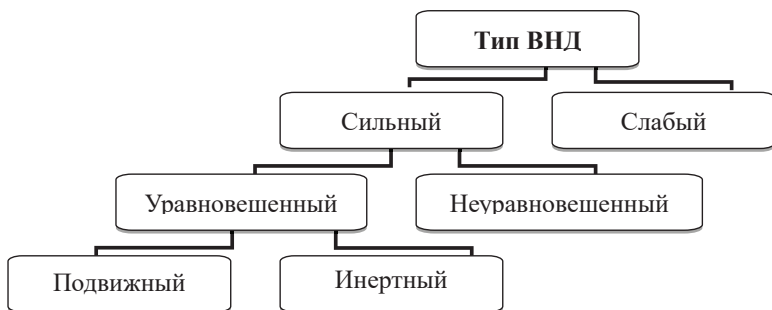 Тип ВНД
Сильный
Слабый
Уравновешенный
Неуравновешенный
Подвижный
Инертный